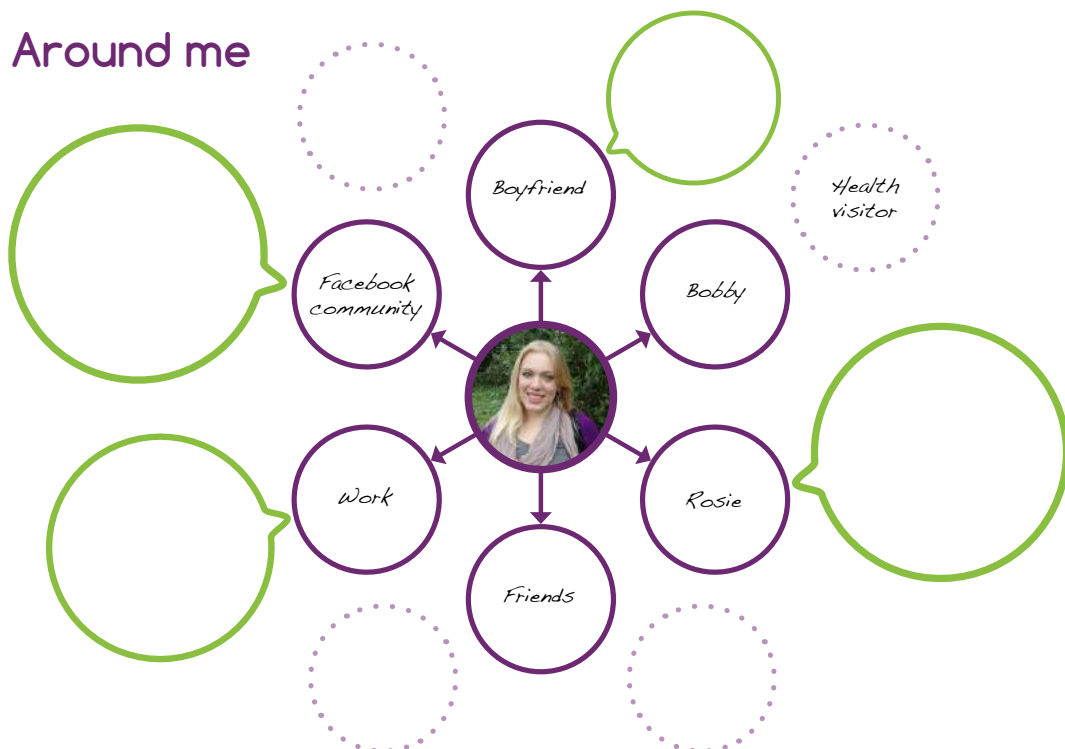 Around me
Boyfriend
Health
visitor
Facebook
community
Bobby
Work
Rosie
Friends